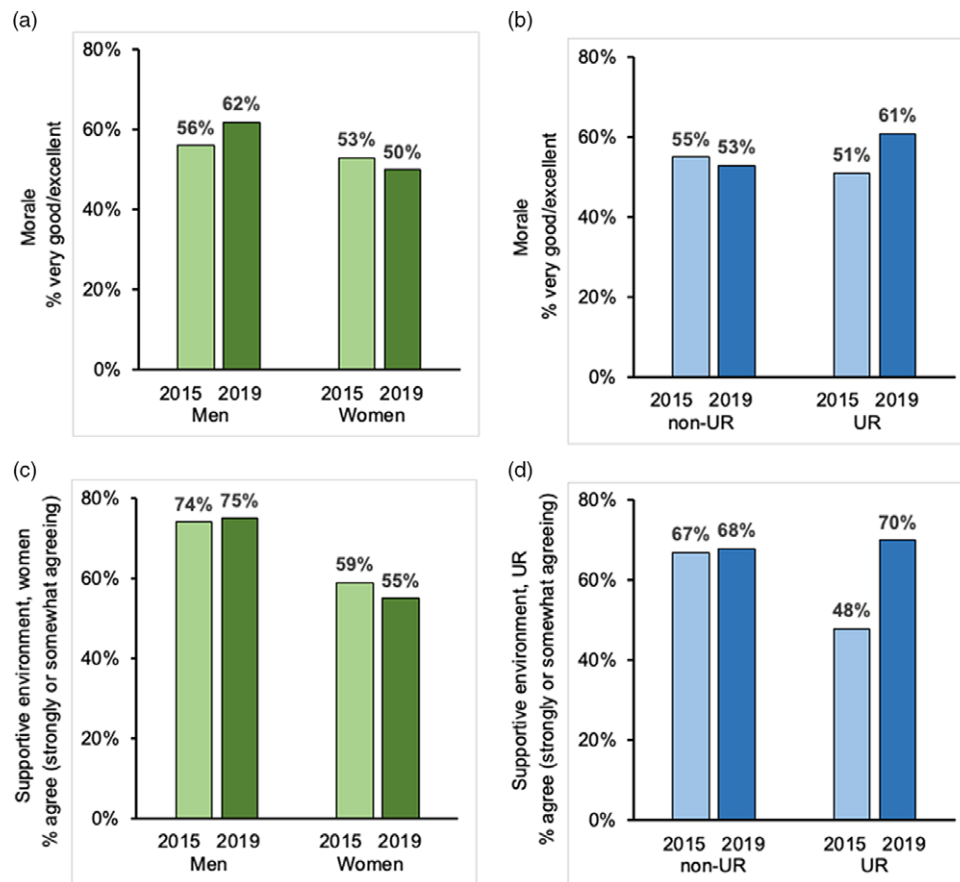 (a)
Morale
% very good/excellent
80%
60%
40%
20%
0%
56%
62%
53%
50%
2015 2019
Men
2015 2019
Women
(b)
Morale
% very good/excellent
80%
60%
40%
20%
0%
55%
53%
51%
61%
2015 2019
non-UR
2015 2019
UR
(c)
Supportive environment, women
% agree (strongly or somewhat agreeing)
80%
60%
40%
20%
0%
74%
75%
59%
55%
2015 2019
Men
2015 2019
Women
(d)
Supportive environment, UR
% agree (strongly or somewhat agreeing)
80%
60%
40%
20%
0%
67%
68%
48%
70%
2015 2019
non-UR
2015 2019
UR